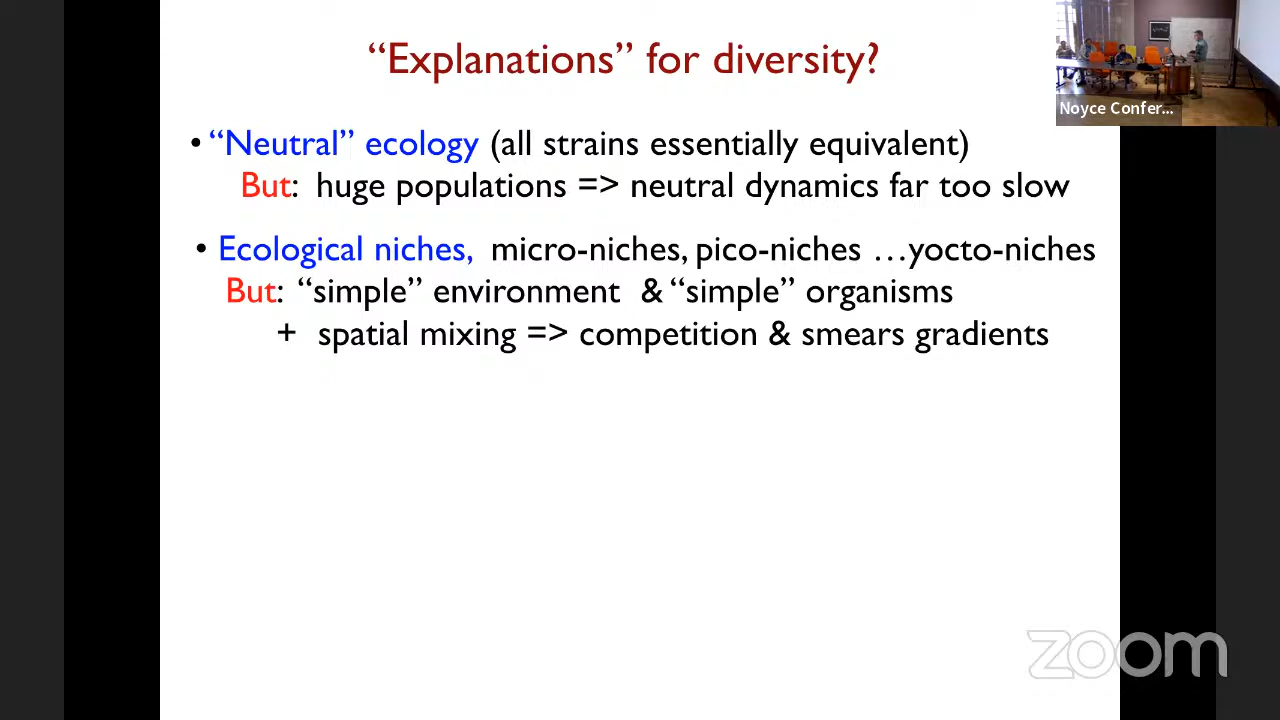 “Explanations” for diversity?
Noyce Confer...
• “Neutral” ecology (all strains essentially equivalent)
But: huge populations => neutral dynamics far too slow
• Ecological niches, micro-niches, pico-niches ...yocto-niches
But: “simple” environment & “simple” organisms
+ spatial mixing => competition & smears gradients
zoom